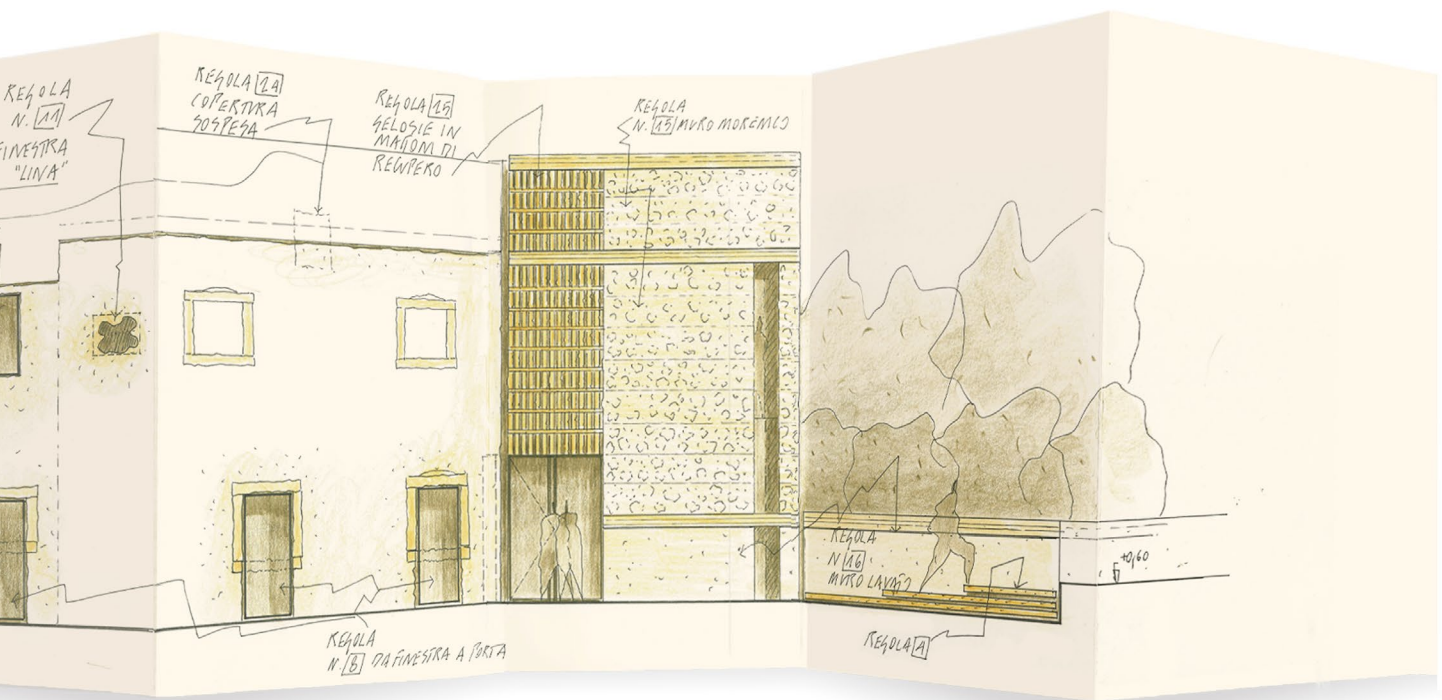 REGOLA
N. 11
FINESTRA
"LINA"
REGOLA 14
COPERTURA
SOSPESA
REGOLA 15
GELOSIE IN
MATTONI DI
RECUPERO
REGOLA
N. 15 MURO MORENICO
REGOLA
N 16
MURO LAVATO
+0,60
REGOLA A
REGOLA
N. 8 DA FINESTRA A PORTA